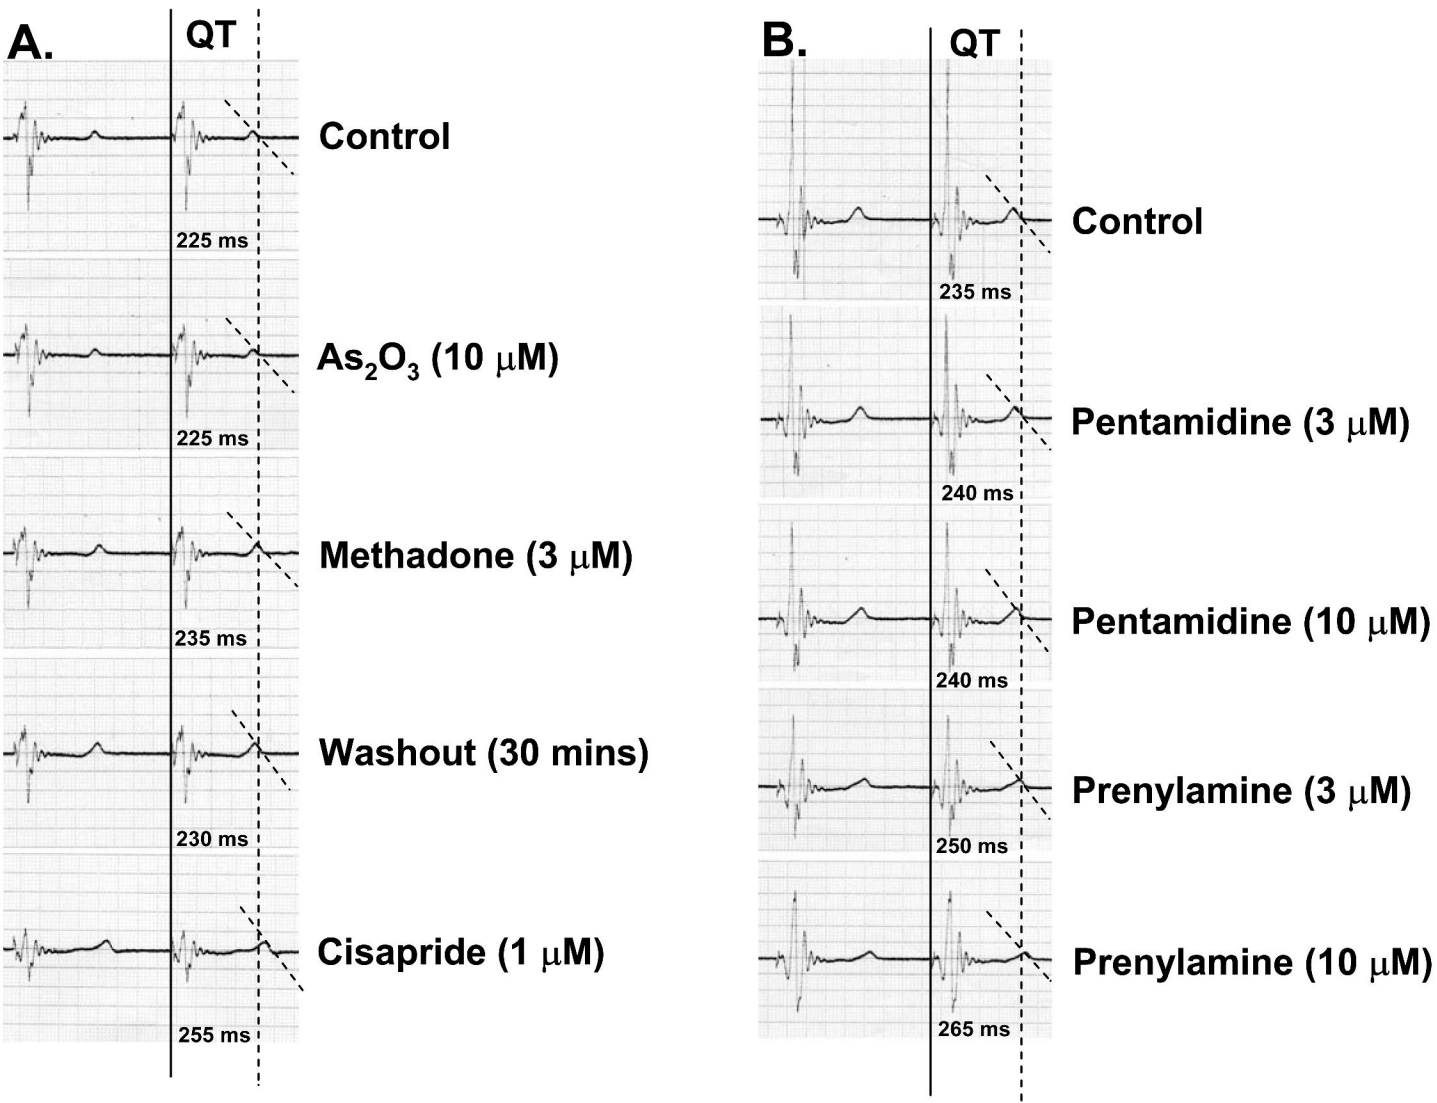 A.
QT
Control
225 ms
As₂O₃ (10 μM)
225 ms
Methadone (3 μM)
235 ms
Washout (30 mins)
230 ms
Cisapride (1 μM)
255 ms
B.
QT
Control
235 ms
Pentamidine (3 μM)
240 ms
Pentamidine (10 μM)
240 ms
Prenylamine (3 μM)
250 ms
Prenylamine (10 μM)
265 ms